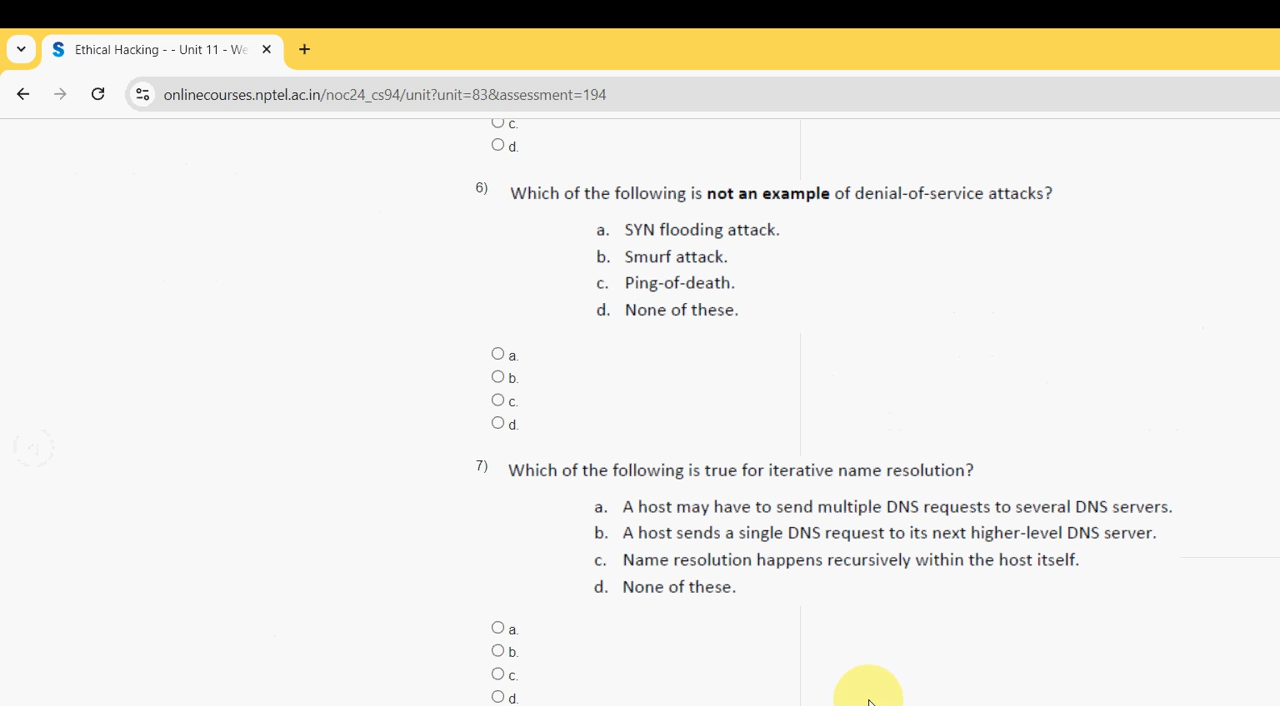 Ethical Hacking - - Unit 11 - We
onlinecourses.nptel.ac.in/noc24_cs94/unit?unit=83&assessment=194
c.
d.
6) Which of the following is not an example of denial-of-service attacks?
a. SYN flooding attack.
b. Smurf attack.
c. Ping-of-death.
d. None of these.
a.
b.
c.
d.
7) Which of the following is true for iterative name resolution?
a. A host may have to send multiple DNS requests to several DNS servers.
b. A host sends a single DNS request to its next higher-level DNS server.
c. Name resolution happens recursively within the host itself.
d. None of these.
a.
b.
c.
d.